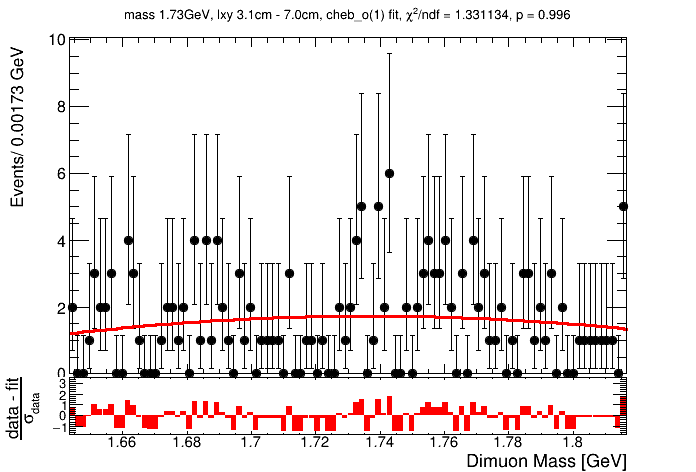 mass 1.73GeV, lxy 3.1cm - 7.0cm, cheb_o(1) fit, χ²/ndf = 1.331134, p = 0.996
Events/ 0.00173 GeV
10
8
6
4
2
0
data - fit
σdata
3
2
1
0
−1
1.66 1.68 1.7 1.72 1.74 1.76 1.78 1.8
Dimuon Mass [GeV]